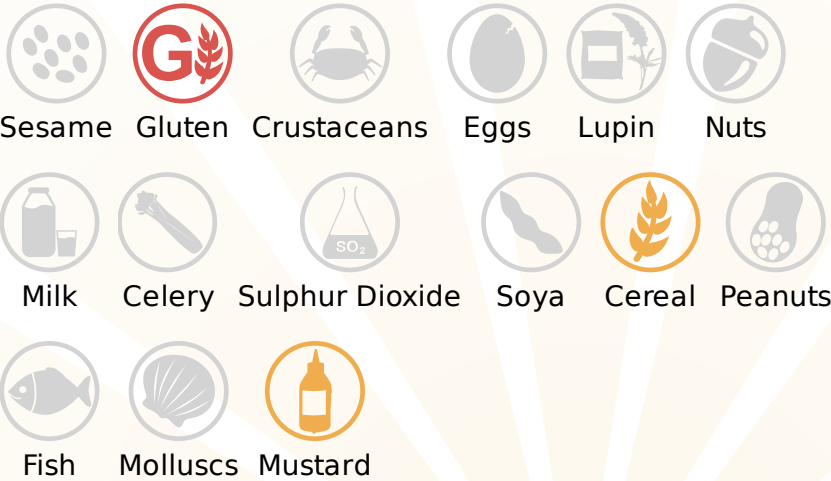 G
Sesame Gluten Crustaceans Eggs Lupin Nuts
SO₂
Milk Celery Sulphur Dioxide Soya Cereal Peanuts
Fish Molluscs Mustard